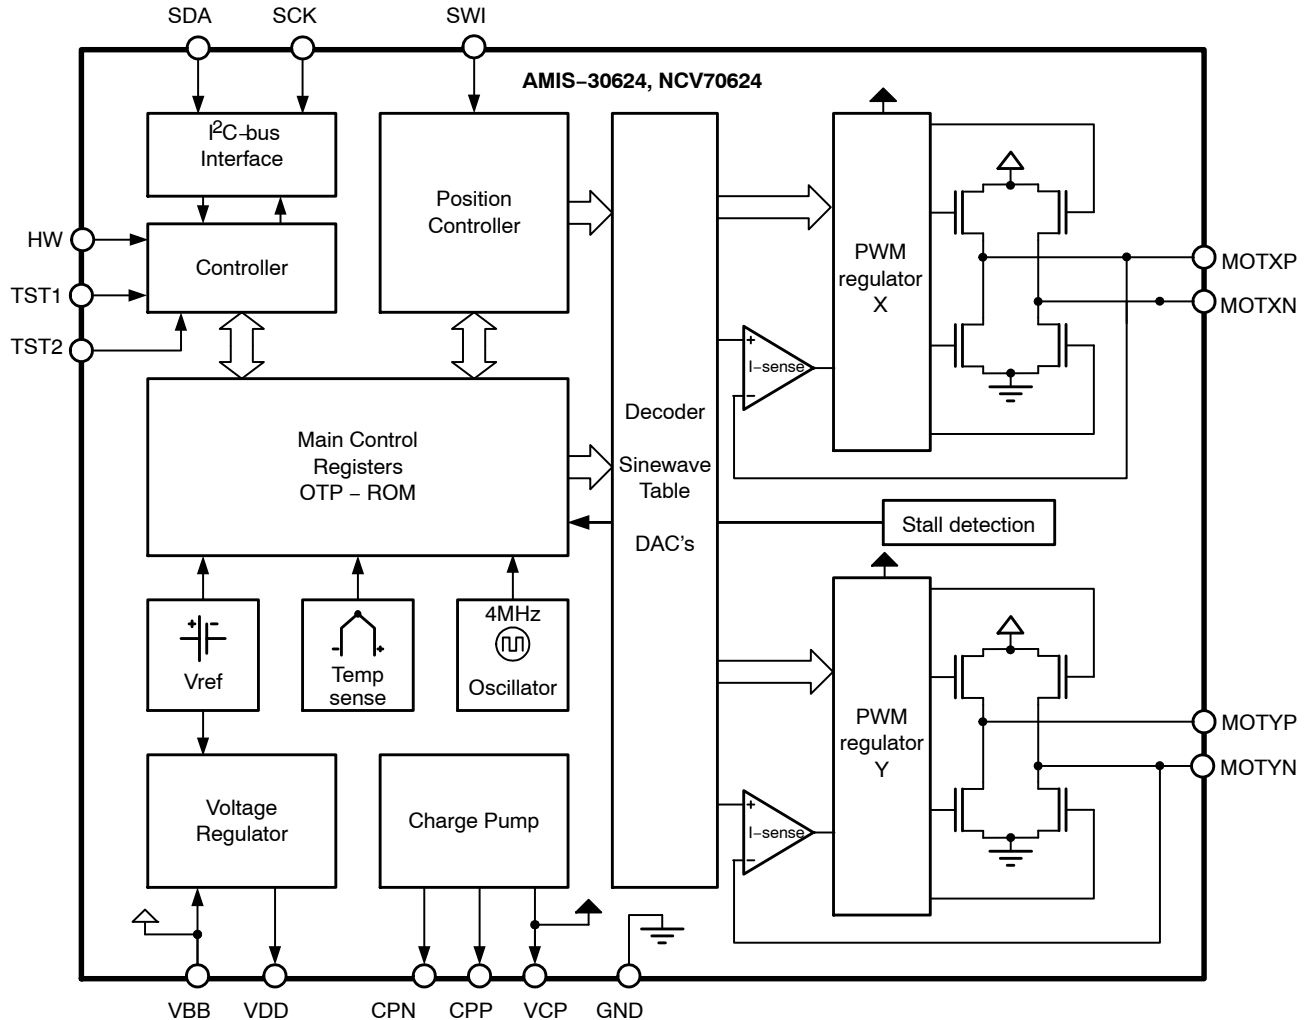 SDA
SCK
SWI
AMIS−30624, NCV70624
I2C−bus
Interface
Position
Controller
HW
Controller
TST1
TST2
PWM
regulator
X
MOTXP
MOTXN
+
I−sense
−
Main Control
Registers
OTP − ROM
Decoder
Sinewave
Table
DAC's
Stall detection
+ −
Vref
− +
Temp
sense
4MHz
Oscillator
PWM
regulator
Y
MOTYP
MOTYN
Voltage
Regulator
Charge Pump
+
I−sense
−
VBB
VDD
CPN
CPP
VCP
GND